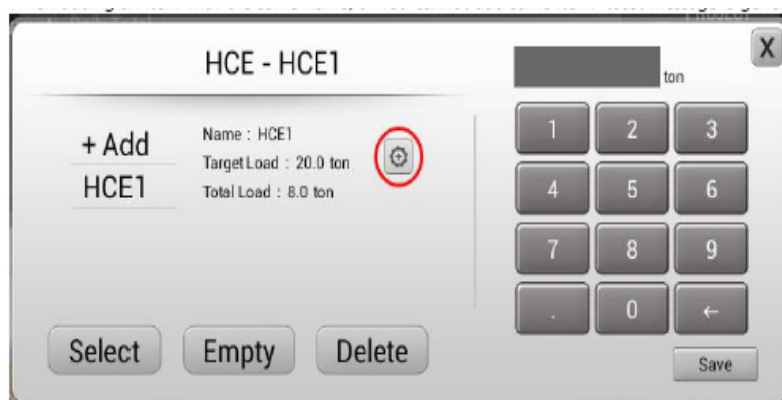 HCE - HCE1
+ Add
HCE1
Name : HCE1
Target Load : 20.0 ton
Total Load : 8.0 ton
Select
Empty
Delete
ton
X
1 2 3
4 5 6
7 8 9
. 0 ←
Save